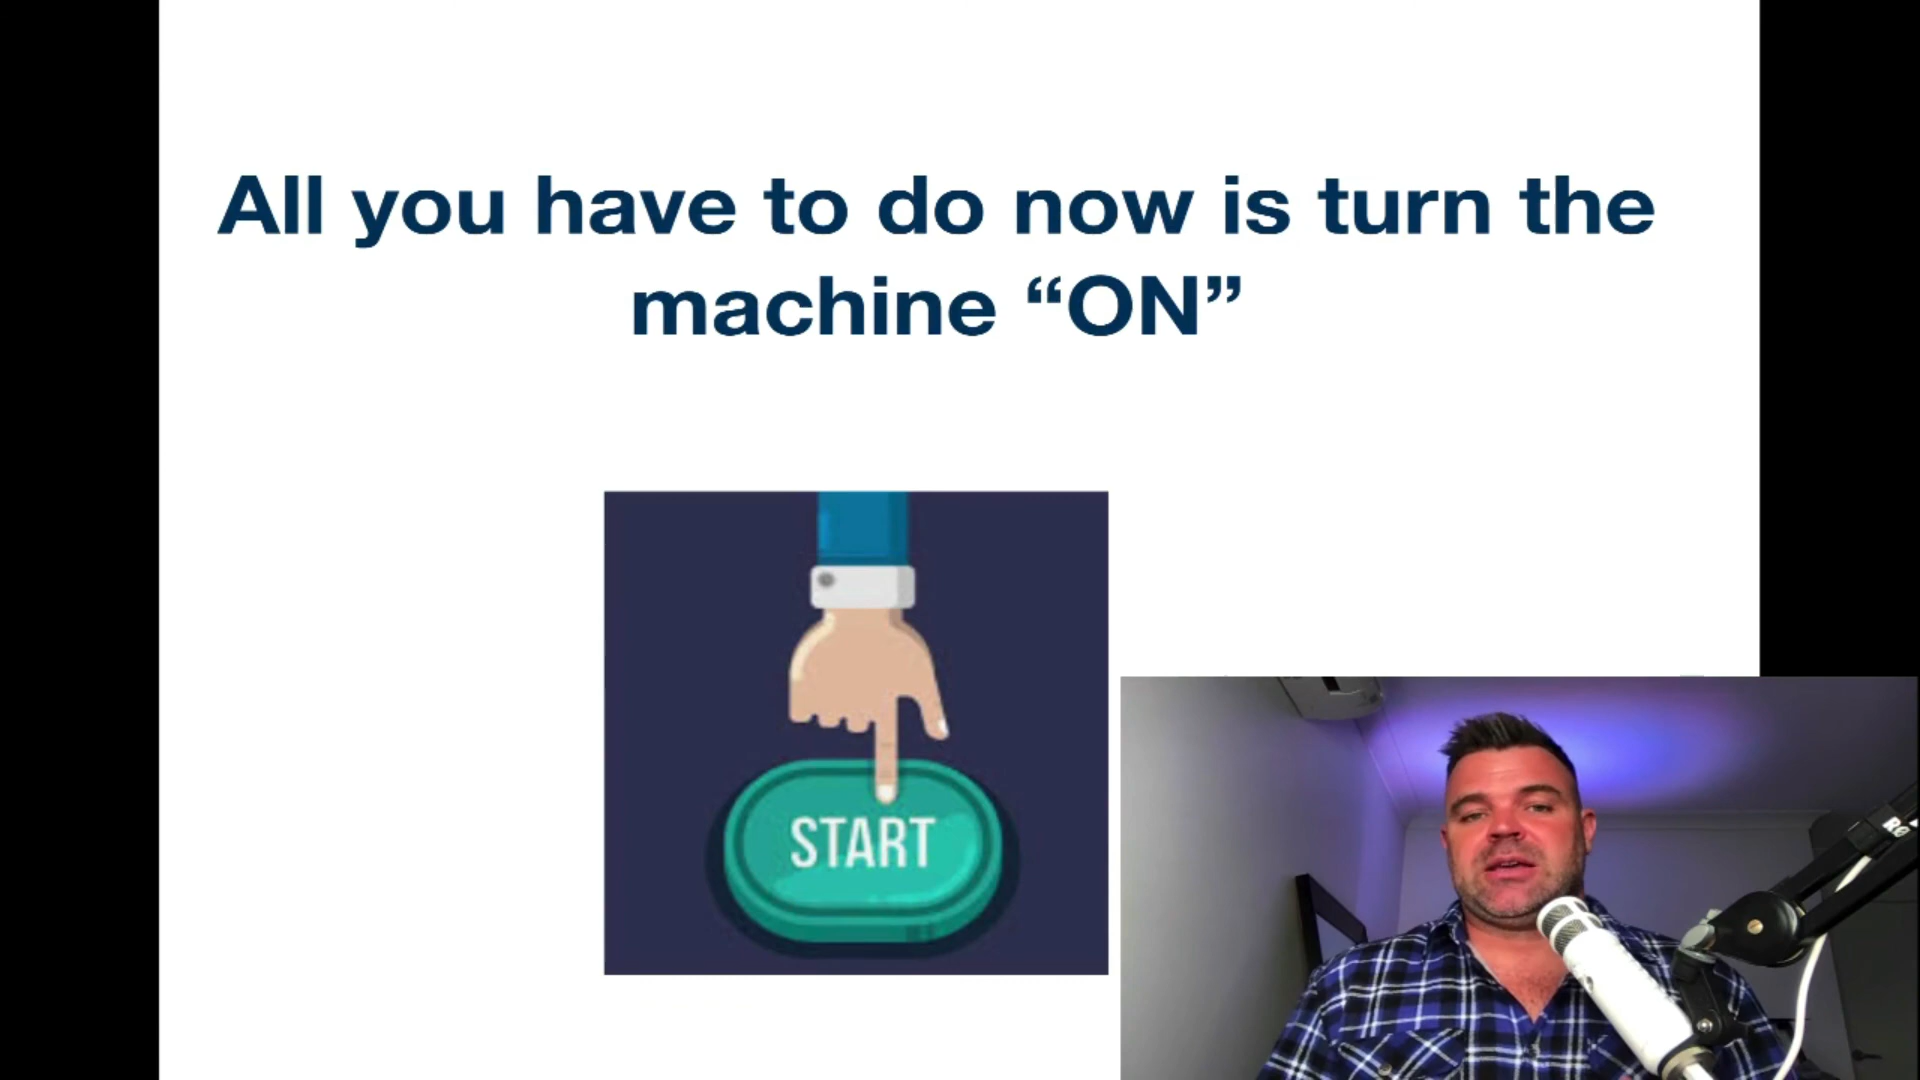 All you have to do now is turn the
machine “ON”
START